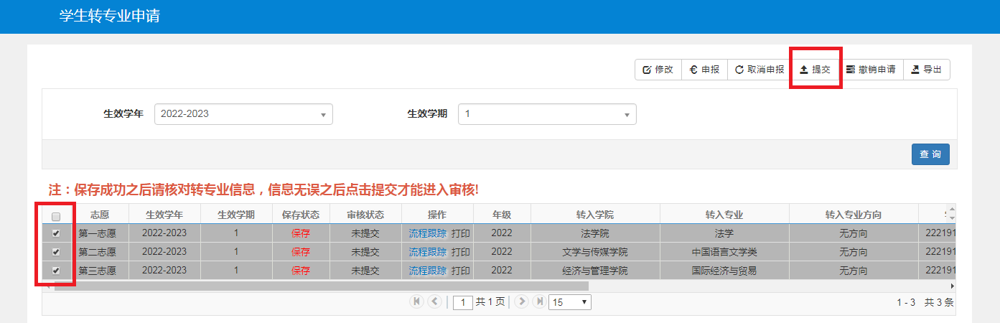 学生转专业申请
修改 申报 取消申报 提交 撤销申请 导出
生效学年 2022-2023 生效学期 1
查 询
注：保存成功之后请核对转专业信息，信息无误之后点击提交才能进入审核!
志愿 生效学年 生效学期 保存状态 审核状态 操作 年级 转入学院 转入专业 转入专业方向
第一志愿 2022-2023 1 保存 未提交 流程跟踪 打印 2022 法学院 法学 无方向 222191
第二志愿 2022-2023 1 保存 未提交 流程跟踪 打印 2022 文学与传媒学院 中国语言文学类 无方向 222191
第三志愿 2022-2023 1 保存 未提交 流程跟踪 打印 2022 经济与管理学院 国际经济与贸易 无方向 222191
1 共 1 页 15 1 - 3 共 3 条